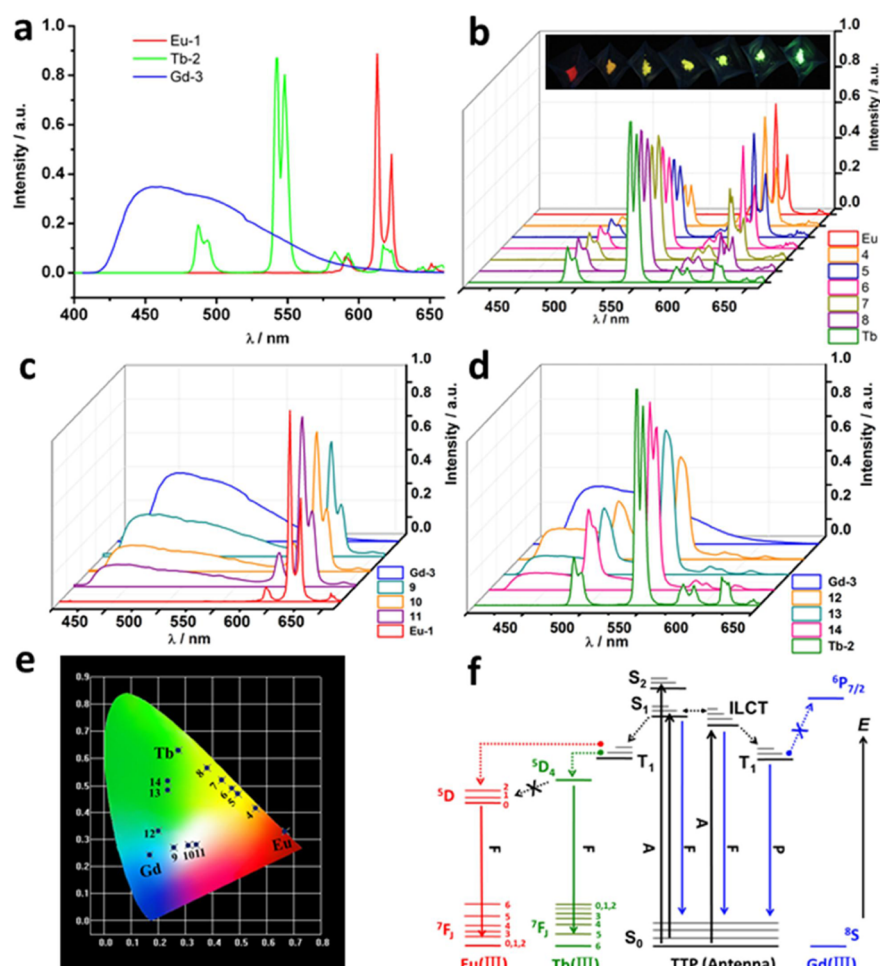 a
Eu-1
Tb-2
Gd-3
Intensity / a.u.
1.0
0.8
0.6
0.4
0.2
0.0
400 450 500 550 600 650
λ / nm
b
1.0
0.8
0.6
0.4
0.2
0.0
Intensity / a.u.
450 500 550 600 650
λ / nm
Eu
4
5
6
7
8
Tb
c
1.0
0.8
0.6
0.4
0.2
0.0
Intensity / a.u.
450 500 550 600 650
λ / nm
Gd-3
9
10
11
Eu-1
d
1.0
0.8
0.6
0.4
0.2
0.0
Intensity / a.u.
450 500 550 600 650
λ / nm
Gd-3
12
13
14
Tb-2
e
0.9
0.8
0.7
0.6
0.5
0.4
0.3
0.2
0.1
0.0
0.0 0.1 0.2 0.3 0.4 0.5 0.6 0.7 0.8
Tb
8
7
6
5
4
Eu
14
13
12
Gd
9
10
11
f
S₂
S₁
ILCT
T₁
T₁
⁶P₇/₂
E
⁵D₄
⁵D
2
1
0
F
F
A
F
A
F
P
⁷Fⱼ
6
5
4
3
0,1,2
⁷Fⱼ
0,1,2
3
4
5
6
S₀
⁸S
Eu(III) Tb(III) TTP (Antenna) Gd(III)